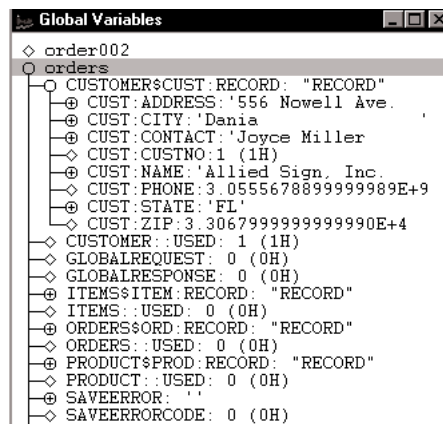 Global Variables
order002
orders
CUSTOMER$CUST:RECORD: "RECORD"
CUST:ADDRESS:'556 Nowell Ave.
CUST:CITY:'Dania '
CUST:CONTACT:'Joyce Miller
CUST:CUSTNO:1 (1H)
CUST:NAME:'Allied Sign, Inc.
CUST:PHONE:3.0555678899999989E+9
CUST:STATE:'FL'
CUST:ZIP:3.3067999999999990E+4
CUSTOMER::USED: 1 (1H)
GLOBALREQUEST: 0 (0H)
GLOBALRESPONSE: 0 (0H)
ITEMS$ITEM:RECORD: "RECORD"
ITEMS::USED: 0 (0H)
ORDERS$ORD:RECORD: "RECORD"
ORDERS::USED: 0 (0H)
PRODUCT$PROD:RECORD: "RECORD"
PRODUCT::USED: 0 (0H)
SAVEERROR: ''
SAVEERRORCODE: 0 (0H)